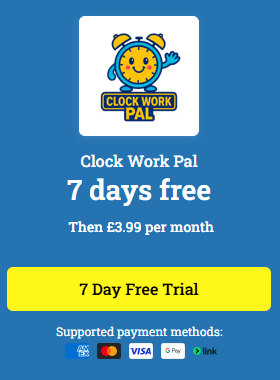 CLOCK WORK
PAL
Clock Work Pal
7 days free
Then £3.99 per month
7 Day Free Trial
Supported payment methods:
AMEX VISA G Pay link